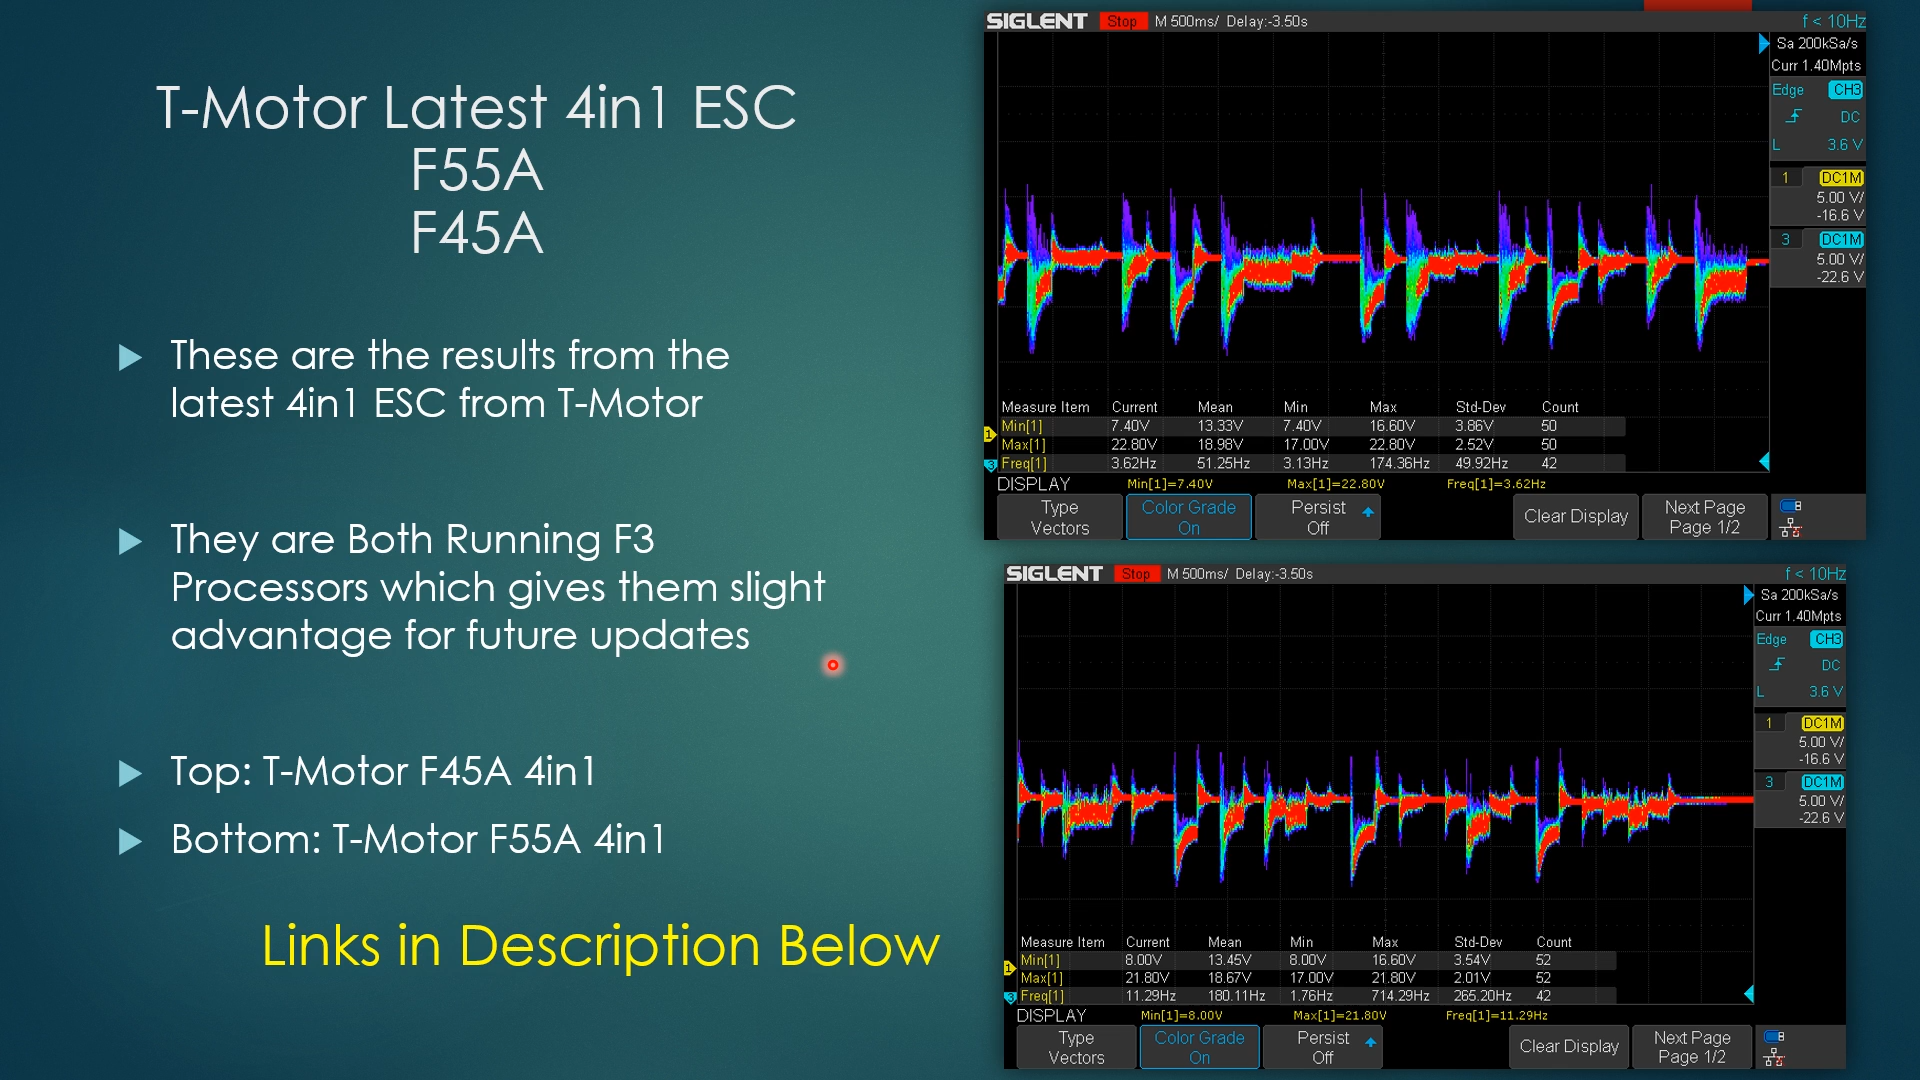 T-Motor Latest 4in1 ESC
F55A
F45A
These are the results from the
latest 4in1 ESC from T-Motor
They are Both Running F3
Processors which gives them slight
advantage for future updates
Top: T-Motor F45A 4in1
Bottom: T-Motor F55A 4in1
Links in Description Below
SIGLENT Stop M 500ms/ Delay:-3.50s f < 10Hz
Sa 200kSa/s
Curr 1.40Mpts
Edge CH3
DC
L 3.6 V
1 DC1M
5.00 V/
-16.6 V
3 DC1M
5.00 V/
-22.6 V
Measure Item Current Mean Min Max Std-Dev Count
1 Min[1] 7.40V 13.33V 7.40V 16.60V 3.86V 50
Max[1] 22.80V 18.98V 17.00V 22.80V 2.52V 50
3 Freq[1] 3.62Hz 51.25Hz 3.13Hz 174.36Hz 49.92Hz 42
DISPLAY Min[1]=7.40V Max[1]=22.80V Freq[1]=3.62Hz
Type Color Grade Persist Clear Display Next Page
Vectors On Off Page 1/2
SIGLENT Stop M 500ms/ Delay:-3.50s f < 10Hz
Sa 200kSa/s
Curr 1.40Mpts
Edge CH3
DC
L 3.6 V
1 DC1M
5.00 V/
-16.6 V
3 DC1M
5.00 V/
-22.6 V
Measure Item Current Mean Min Max Std-Dev Count
1 Min[1] 8.00V 13.45V 8.00V 16.60V 3.54V 52
Max[1] 21.80V 18.67V 17.00V 21.80V 2.01V 52
3 Freq[1] 11.29Hz 180.11Hz 1.76Hz 714.29Hz 265.20Hz 42
DISPLAY Min[1]=8.00V Max[1]=21.80V Freq[1]=11.29Hz
Type Color Grade Persist Clear Display Next Page
Vectors On Off Page 1/2